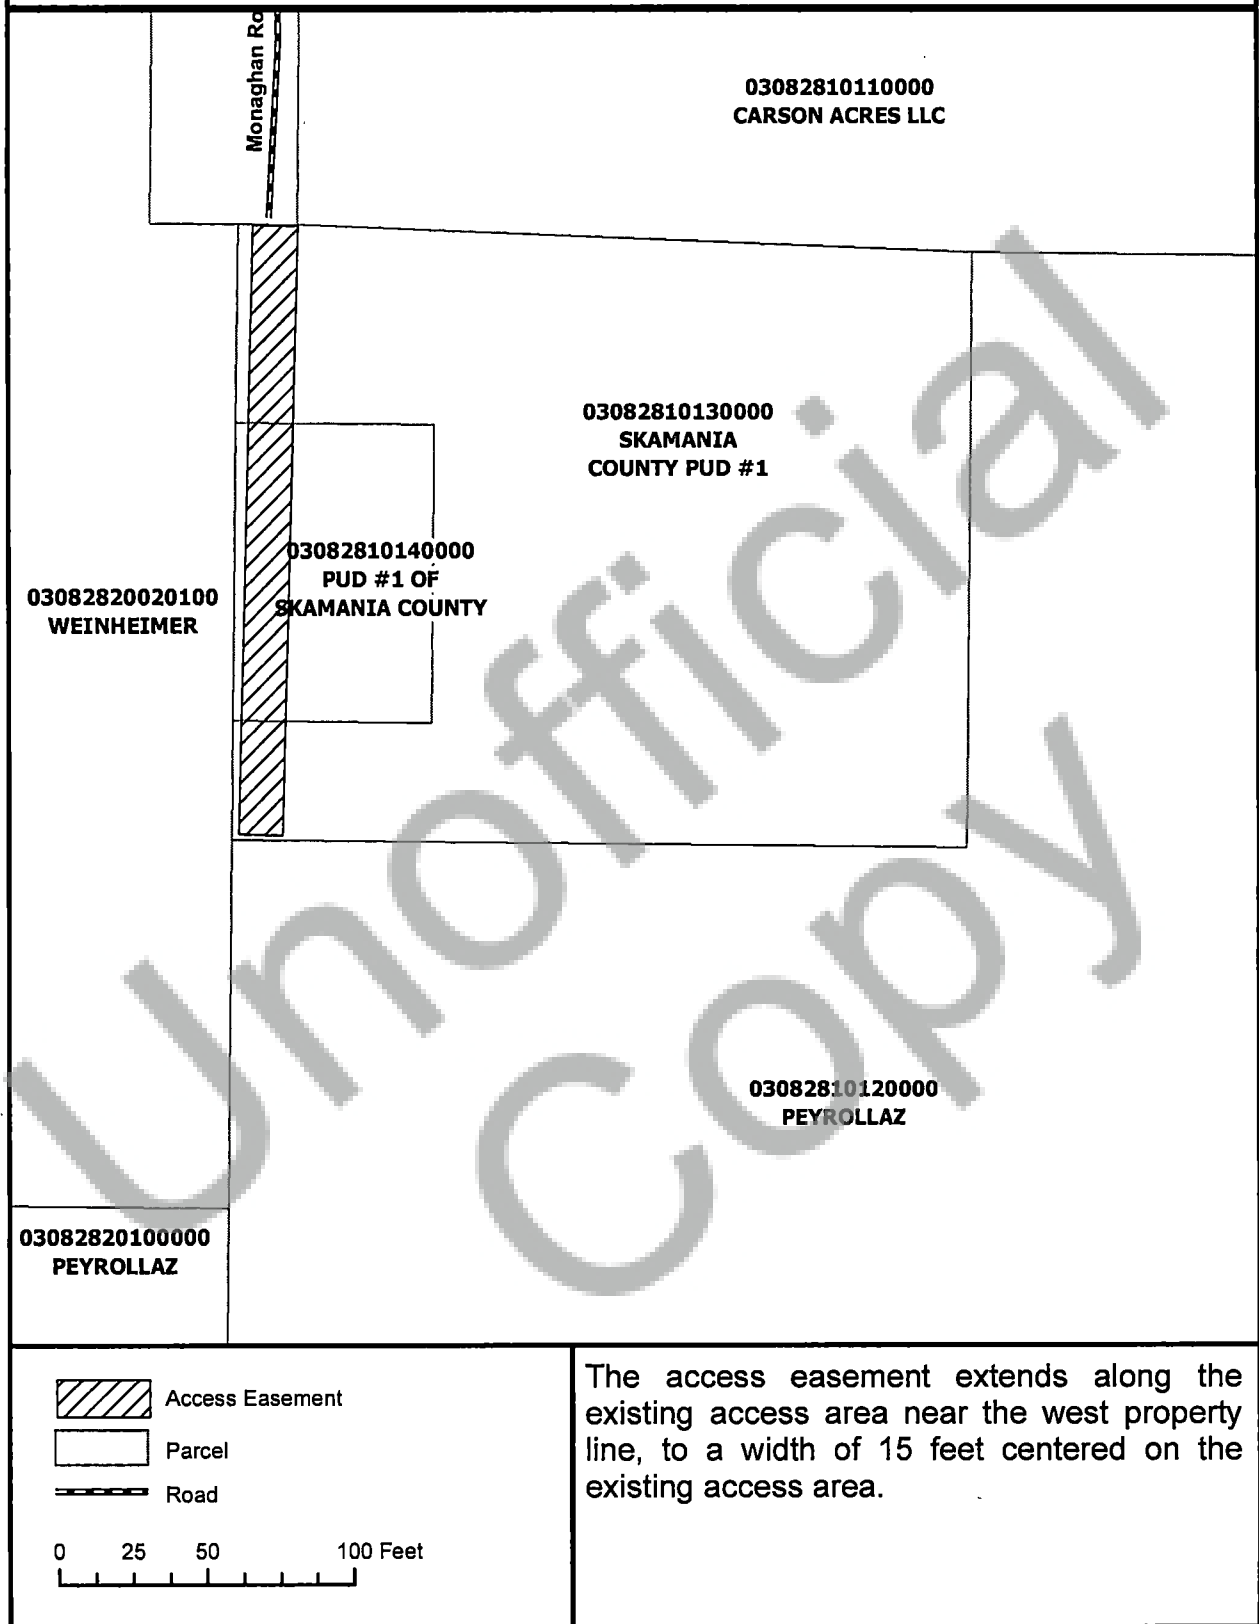 Monaghan Ro
03082810110000
CARSON ACRES LLC
03082810130000
SKAMANIA
COUNTY PUD #1
03082810140000
PUD #1 OF
SKAMANIA COUNTY
03082820020100
WEINHEIMER
Unofficial
Copy
03082810120000
PEYROLLAZ
03082820100000
PEYROLLAZ
Access Easement
Parcel
Road
0 25 50 100 Feet
The access easement extends along the
existing access area near the west property
line, to a width of 15 feet centered on the
existing access area.